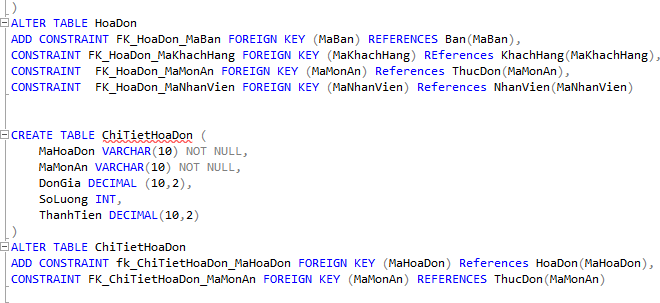 )
ALTER TABLE HoaDon
ADD CONSTRAINT FK_HoaDon_MaBan FOREIGN KEY (MaBan) REFERENCES Ban(MaBan),
CONSTRAINT FK_HoaDon_MaKhachHang FOREIGN KEY (MaKhachHang) REferences KhachHang(MaKhachHang),
CONSTRAINT  FK_HoaDon_MaMonAn FOREIGN KEY (MaMonAn) References ThucDon(MaMonAn),
CONSTRAINT  FK_HoaDon_MaNhanVien FOREIGN KEY (MaNhanVien) References NhanVien(MaNhanVien)
CREATE TABLE ChiTietHoaDon (
MaHoaDon VARCHAR(10) NOT NULL,
MaMonAn VARCHAR(10) NOT NULL,
DonGia DECIMAL (10,2),
SoLuong INT,
ThanhTien DECIMAL(10,2)
)
ALTER TABLE ChiTietHoaDon
ADD CONSTRAINT fk_ChiTietHoaDon_MaHoaDon FOREIGN KEY (MaHoaDon) References HoaDon(MaHoaDon),
CONSTRAINT FK_ChiTietHoaDon_MaMonAn FOREIGN KEY (MaMonAn) REFERENCES ThucDon(MaMonAn)